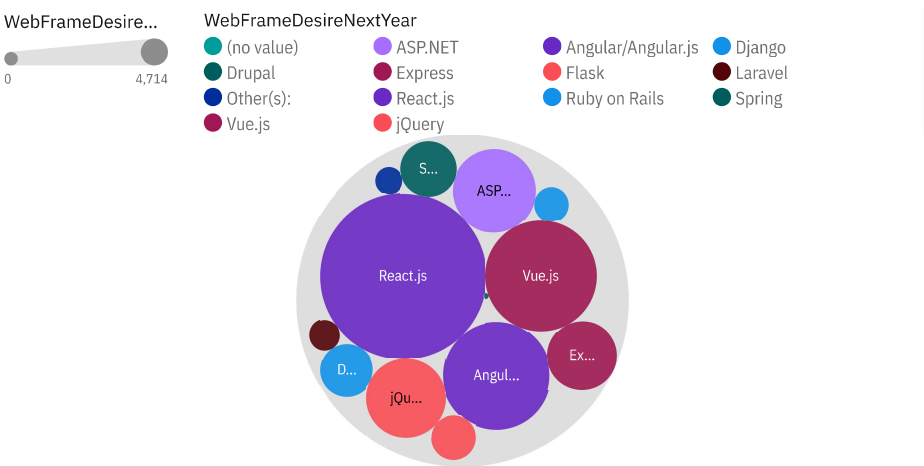 WebFrameDesire...
0 4,714
WebFrameDesireNextYear
(no value) ASP.NET Angular/Angular.js Django
Drupal Express Flask Laravel
Other(s): React.js Ruby on Rails Spring
Vue.js jQuery
S...
ASP...
React.js Vue.js
Ex...
D... Angul...
jQu...